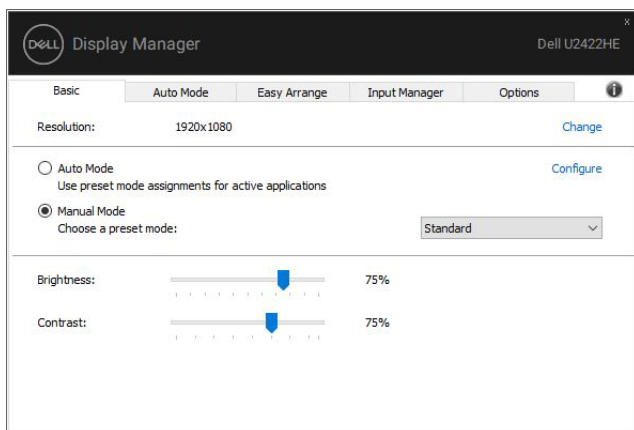 x
DELL Display Manager Dell U2422HE
Basic Auto Mode Easy Arrange Input Manager Options i
Resolution: 1920x1080 Change
Auto Mode Configure
Use preset mode assignments for active applications
Manual Mode
Choose a preset mode: Standard
Brightness: 75%
Contrast: 75%